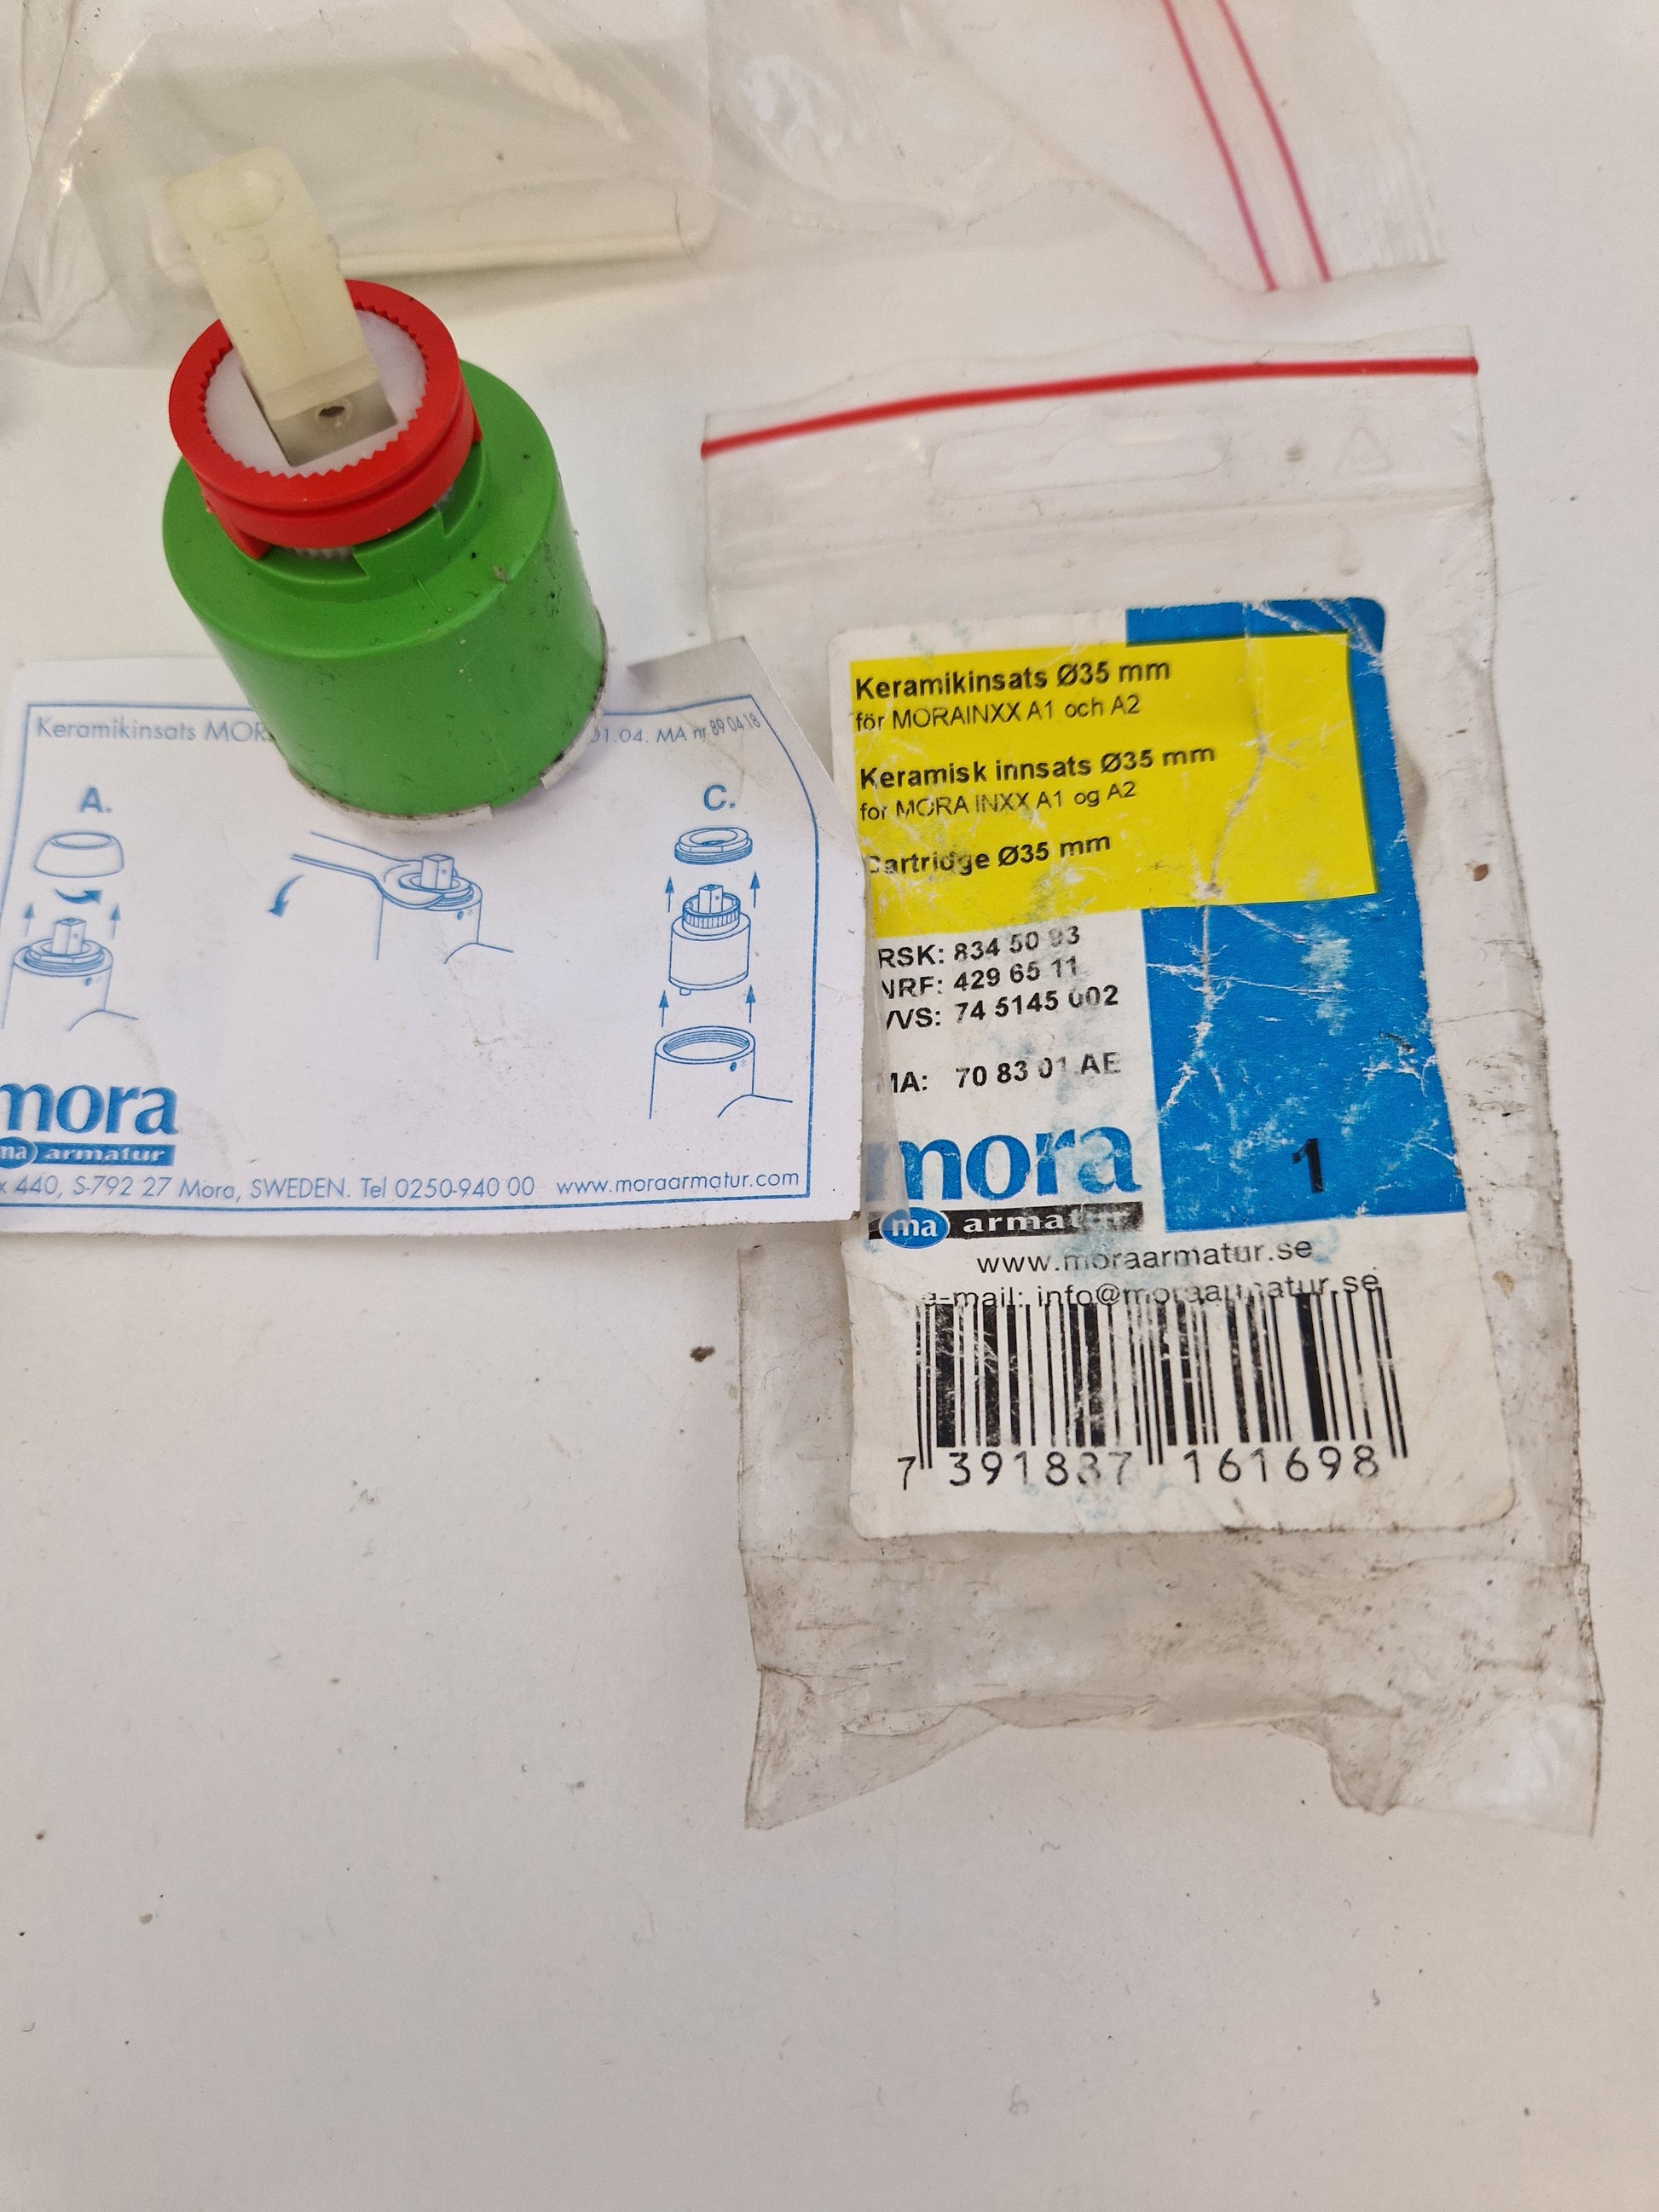 Keramikinsats
01.04. MA nr 89 04 18
A.
C.
mora
ma armatur
440, S-792 27 Mora, SWEDEN. Tel 0250-940 00 www.moraarmatur.com
Keramikinsats Ø35 mm
för MORAINXX A1 och A2
Keramisk innsats Ø35 mm
for MORA INXX A1 og A2
Cartridge Ø35 mm
RSK: 834 50 93
NRF: 429 65 11
VVS: 74 5145 002
MA: 70 83 01.AE
mora
ma armatur
1
www.moraarmatur.se
e-mail: info@moraarmatur.se
7 391887 161698